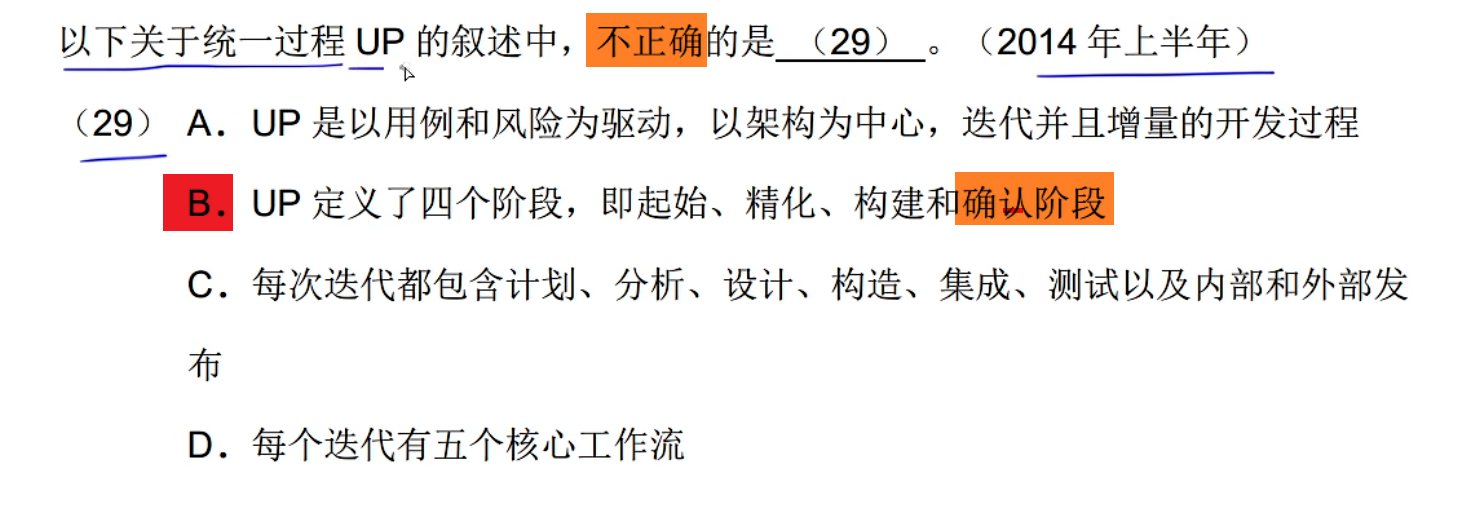 以下关于统一过程 UP 的叙述中，不正确的是 （29） 。（2014 年上半年）
（29） A．UP 是以用例和风险为驱动，以架构为中心，迭代并且增量的开发过程
B．UP 定义了四个阶段，即起始、精化、构建和确认阶段
C．每次迭代都包含计划、分析、设计、构造、集成、测试以及内部和外部发
布
D．每个迭代有五个核心工作流